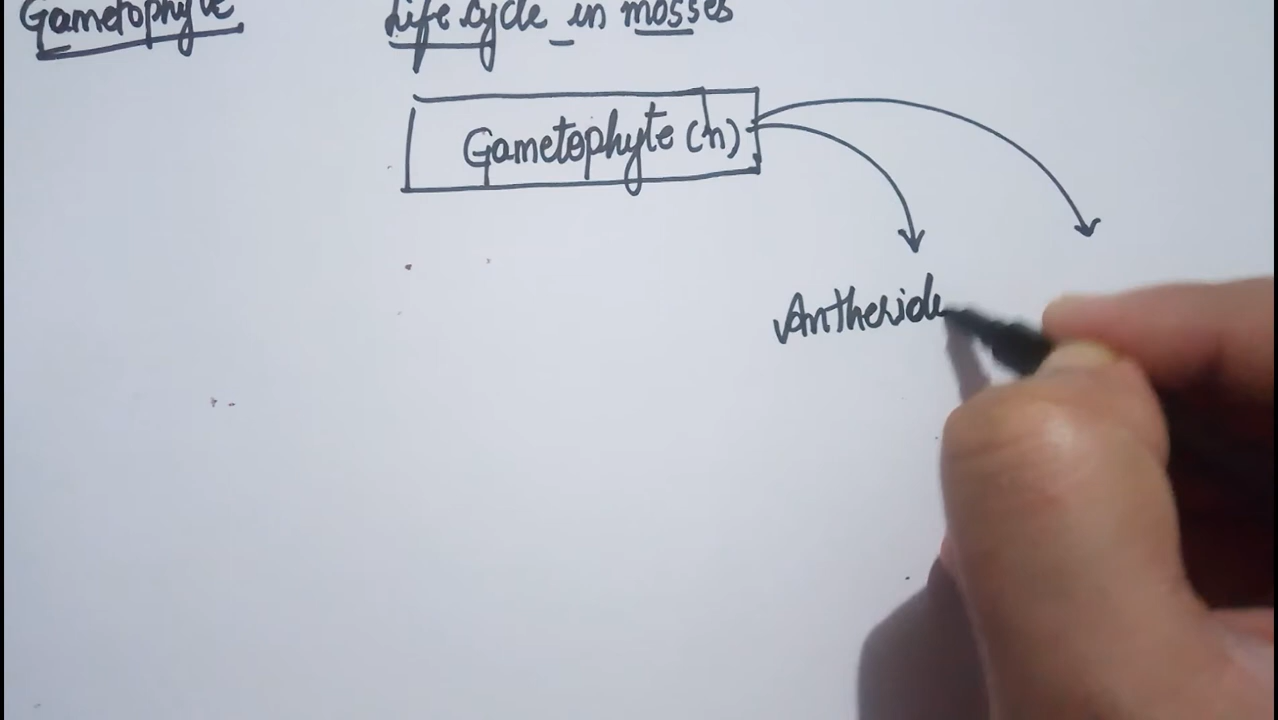 Gametophyte
Life cycle in mosses
Gametophyte (n)
Antherid